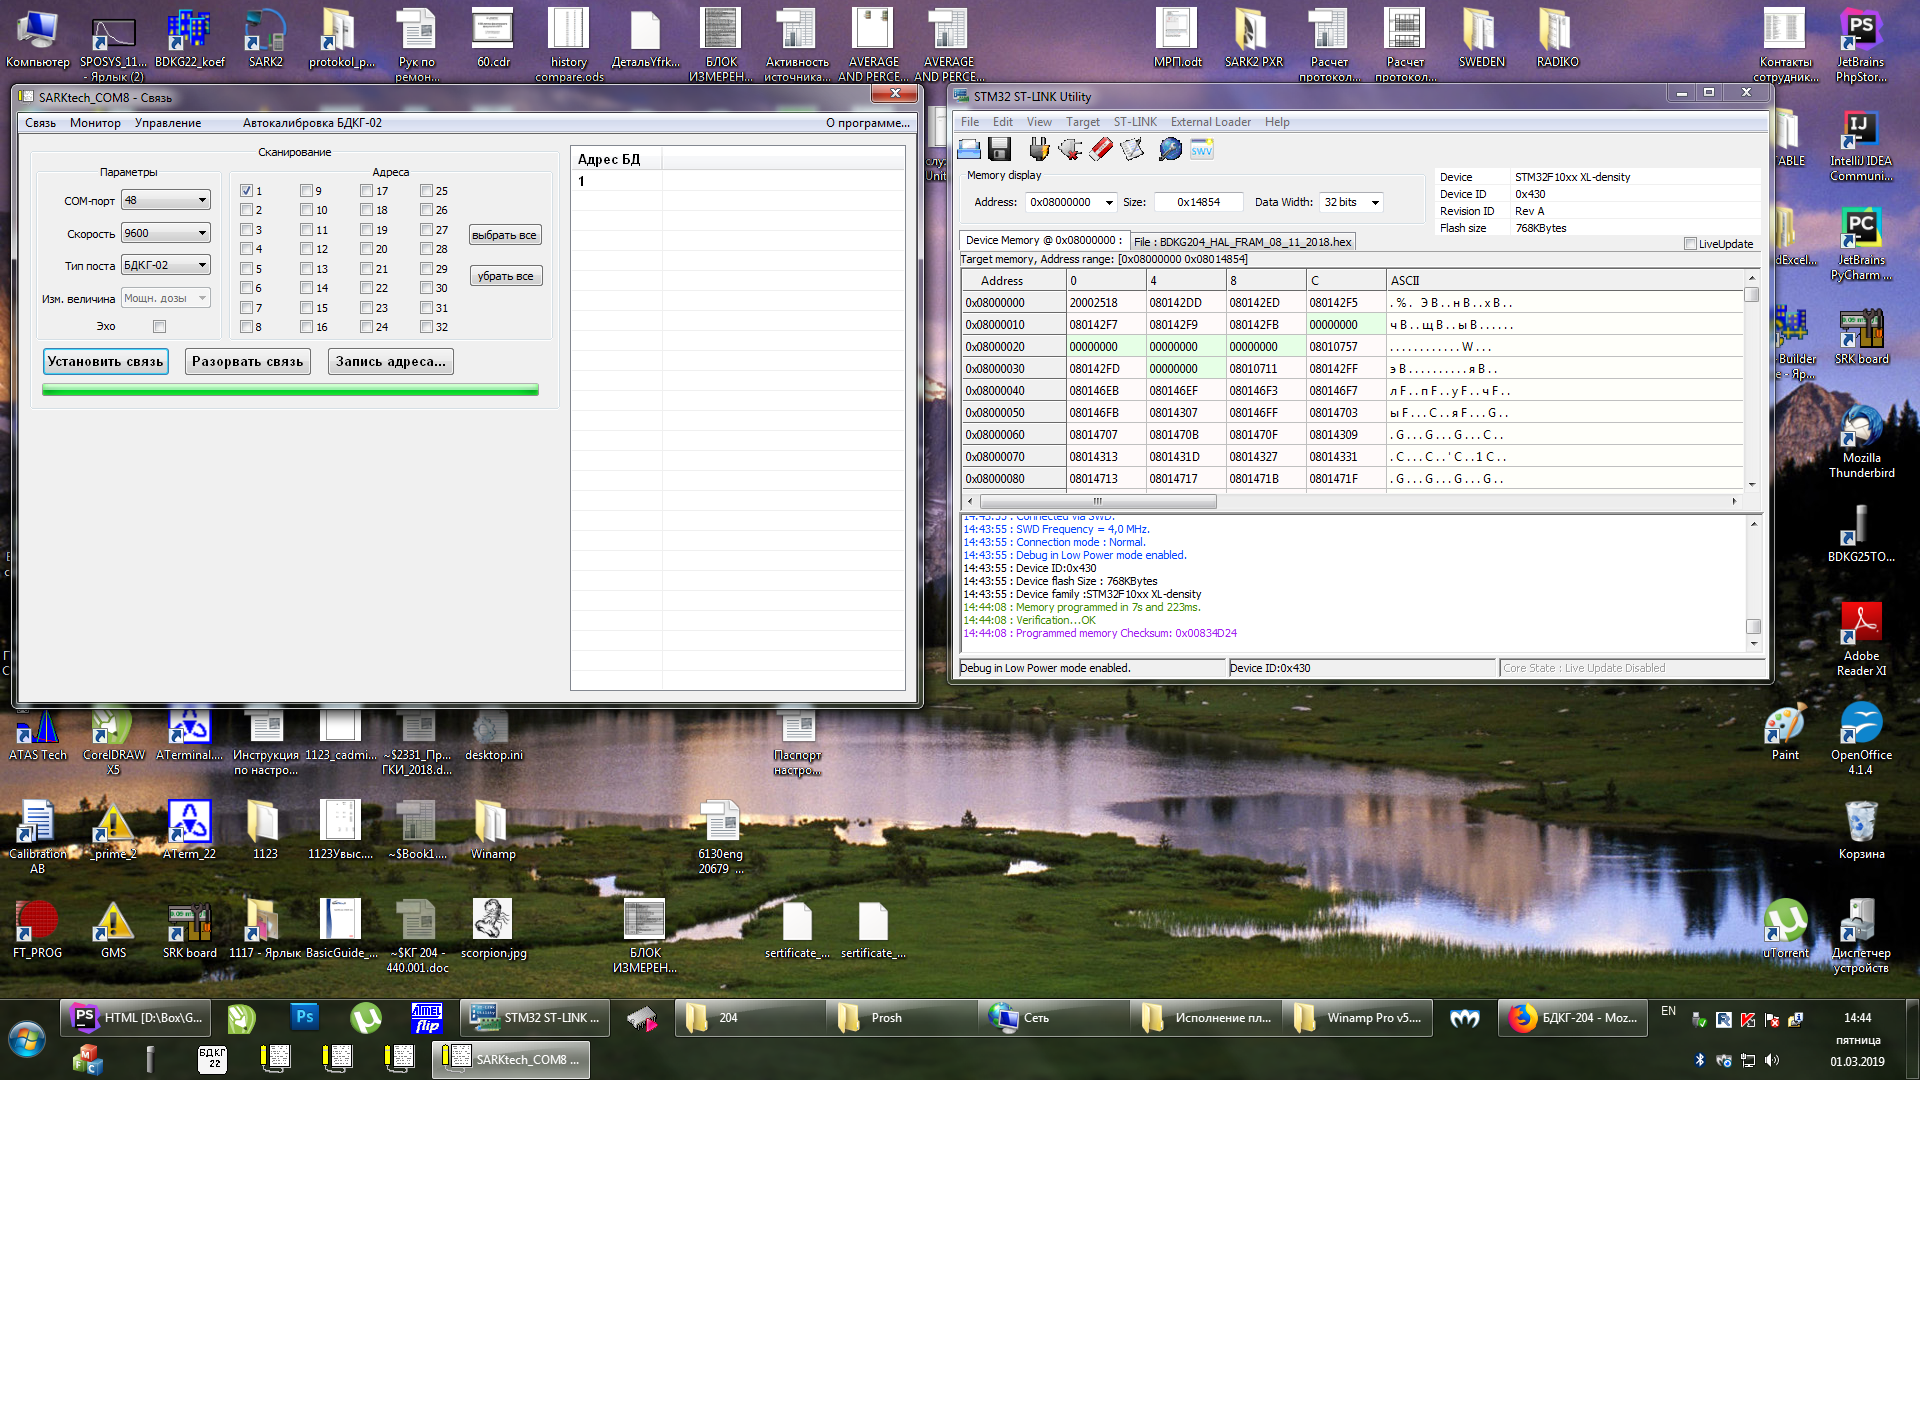 Компьютер
SPOSYS_11...
- Ярлык (2)
BDKG22_koef
SARK2
protokol_p...
Рук по
ремон...
60.cdr
history
compare.ods
ДетальYfrk...
БЛОК
ИЗМЕРЕН...
Активность
источника...
AVERAGE
AND PERCE...
AVERAGE
AND PERCE...
МРП.odt
SARK2 PXR
Расчет
протокол...
Расчет
протокол...
SWEDEN
RADIKO
Контакты
сотрудник...
JetBrains
PhpStor...
SARKtech_COM8 - Связь
Связь Монитор Управление Автокалибровка БДКГ-02 О программе...
Сканирование
Параметры
COM-порт 48
Скорость 9600
Тип поста БДКГ-02
Изм. величина Мощн. дозы
Эхо
Адреса
1 9 17 25
2 10 18 26
3 11 19 27
4 12 20 28
5 13 21 29
6 14 22 30
7 15 23 31
8 16 24 32
выбрать все
убрать все
Установить связь Разорвать связь Запись адреса...
Адрес БД
1
STM32 ST-LINK Utility
File Edit View Target ST-LINK External Loader Help
SWV
Memory display
Address: 0x08000000 Size: 0x14854 Data Width: 32 bits
Device STM32F10xx XL-density
Device ID 0x430
Revision ID Rev A
Flash size 768KBytes
LiveUpdate
Device Memory @ 0x08000000 : File : BDKG204_HAL_FRAM_08_11_2018.hex
Target memory, Address range: [0x08000000 0x08014854]
Address 0 4 8 C ASCII
0x08000000 20002518 080142DD 080142ED 080142F5 .%. ЭB..нB..хB..
0x08000010 080142F7 080142F9 080142FB 00000000 чB..щB..ыB......
0x08000020 00000000 00000000 00000000 08010757 ............W...
0x08000030 080142FD 00000000 08010711 080142FF эB..........яB..
0x08000040 080146EB 080146EF 080146F3 080146F7 лF..пF..уF..чF..
0x08000050 080146FB 08014307 080146FF 08014703 ыF...C..яF...G..
0x08000060 08014707 0801470B 0801470F 08014309 .G...G...G...C..
0x08000070 08014313 0801431D 08014327 08014331 .C...C..'C..1C..
0x08000080 08014713 08014717 0801471B 0801471F .G...G...G...G..
14:43:55 : Connected via SWD.
14:43:55 : SWD Frequency = 4,0 MHz.
14:43:55 : Connection mode : Normal.
14:43:55 : Debug in Low Power mode enabled.
14:43:55 : Device ID:0x430
14:43:55 : Device flash Size : 768KBytes
14:43:55 : Device family :STM32F10xx XL-density
14:44:08 : Memory programmed in 7s and 223ms.
14:44:08 : Verification...OK
14:44:08 : Programmed memory Checksum: 0x00834D24
Debug in Low Power mode enabled. Device ID:0x430 Core State : Live Update Disabled
IntelliJ IDEA
Communi...
JetBrains
PyCharm ...
SRK board
Mozilla
Thunderbird
BDKG25TO...
Adobe
Reader XI
ATAS Tech
CorelDRAW
X5
ATerminal....
Инструкция
по настро...
1123_cadmi...
~$2331_Пр...
ГКИ_2018.d...
desktop.ini
Паспорт
настро...
Paint
OpenOffice
4.1.4
Calibration
AB
_prime_2
ATerm_22
1123
1123Увыс....
~$Book1....
Winamp
6130eng
20679_...
Корзина
FT_PROG
GMS
SRK board
1117 - Ярлык
BasicGuide_...
~$КГ204 -
440.001.doc
scorpion.jpg
БЛОК
ИЗМЕРЕН...
sertificate_...
sertificate_...
uTorrent
Диспетчер
устройств
HTML [D:\Box\G... STM32 ST-LINK ... 204 Prosh Сеть Исполнение пл... Winamp Pro v5.... БДКГ-204 - Moz... EN 14:44
пятница
БДКГ
22
SARKtech_COM8 ... 01.03.2019